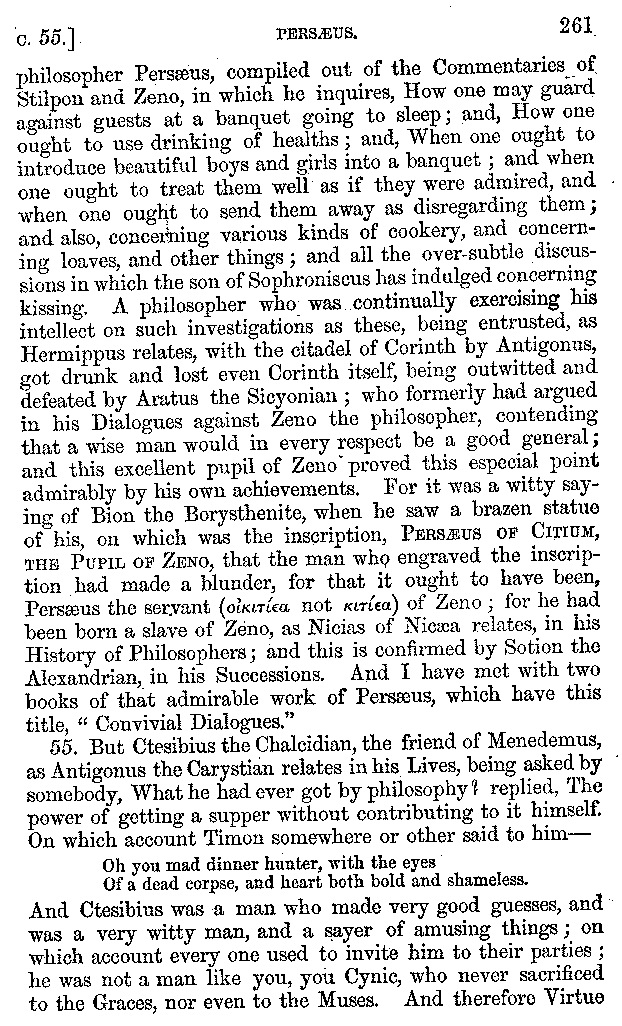 c. 55.] PERSÆUS. 261
philosopher Persæus, compiled out of the Commentaries of
Stilpon and Zeno, in which he inquires, How one may guard
against guests at a banquet going to sleep; and, How one
ought to use drinking of healths; and, When one ought to
introduce beautiful boys and girls into a banquet; and when
one ought to treat them well as if they were admired, and
when one ought to send them away as disregarding them;
and also, concerning various kinds of cookery, and concern-
ing loaves, and other things; and all the over-subtle discus-
sions in which the son of Sophroniscus has indulged concerning
kissing. A philosopher who was continually exercising his
intellect on such investigations as these, being entrusted, as
Hermippus relates, with the citadel of Corinth by Antigonus,
got drunk and lost even Corinth itself, being outwitted and
defeated by Aratus the Sicyonian; who formerly had argued
in his Dialogues against Zeno the philosopher, contending
that a wise man would in every respect be a good general;
and this excellent pupil of Zeno proved this especial point
admirably by his own achievements. For it was a witty say-
ing of Bion the Borysthenite, when he saw a brazen statue
of his, on which was the inscription, PERSÆUS OF CITIUM,
THE PUPIL OF ZENO, that the man who engraved the inscrip-
tion had made a blunder, for that it ought to have been,
Persæus the servant (οἰκιτίεα not κιτίεα) of Zeno; for he had
been born a slave of Zeno, as Nicias of Nicæa relates, in his
History of Philosophers; and this is confirmed by Sotion the
Alexandrian, in his Successions. And I have met with two
books of that admirable work of Persæus, which have this
title, “ Convivial Dialogues.”
55. But Ctesibius the Chalcidian, the friend of Menedemus,
as Antigonus the Carystian relates in his Lives, being asked by
somebody, What he had ever got by philosophy? replied, The
power of getting a supper without contributing to it himself.
On which account Timon somewhere or other said to him—
Oh you mad dinner hunter, with the eyes
Of a dead corpse, and heart both bold and shameless.
And Ctesibius was a man who made very good guesses, and
was a very witty man, and a sayer of amusing things; on
which account every one used to invite him to their parties;
he was not a man like you, you Cynic, who never sacrificed
to the Graces, nor even to the Muses. And therefore Virtue